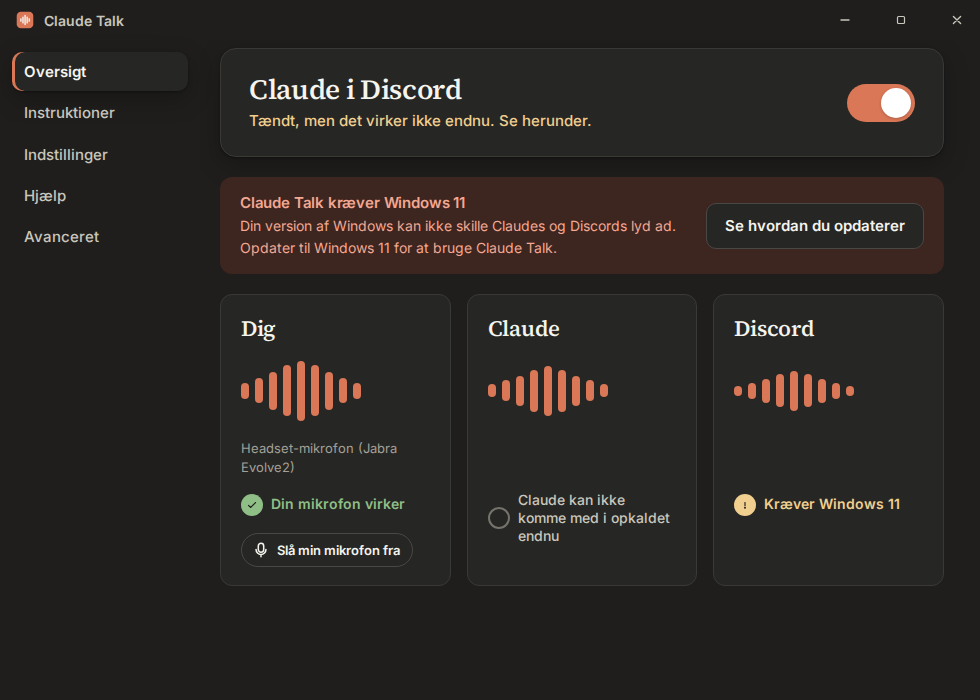 Claude Talk
Oversigt
Instruktioner
Indstillinger
Hjælp
Avanceret
Claude i Discord
Tændt, men det virker ikke endnu. Se herunder.
Claude Talk kræver Windows 11
Din version af Windows kan ikke skille Claudes og Discords lyd ad.
Opdater til Windows 11 for at bruge Claude Talk.
Se hvordan du opdaterer
Dig
Headset-mikrofon (Jabra
Evolve2)
Din mikrofon virker
Slå min mikrofon fra
Claude
Claude kan ikke
komme med i opkaldet
endnu
Discord
Kræver Windows 11